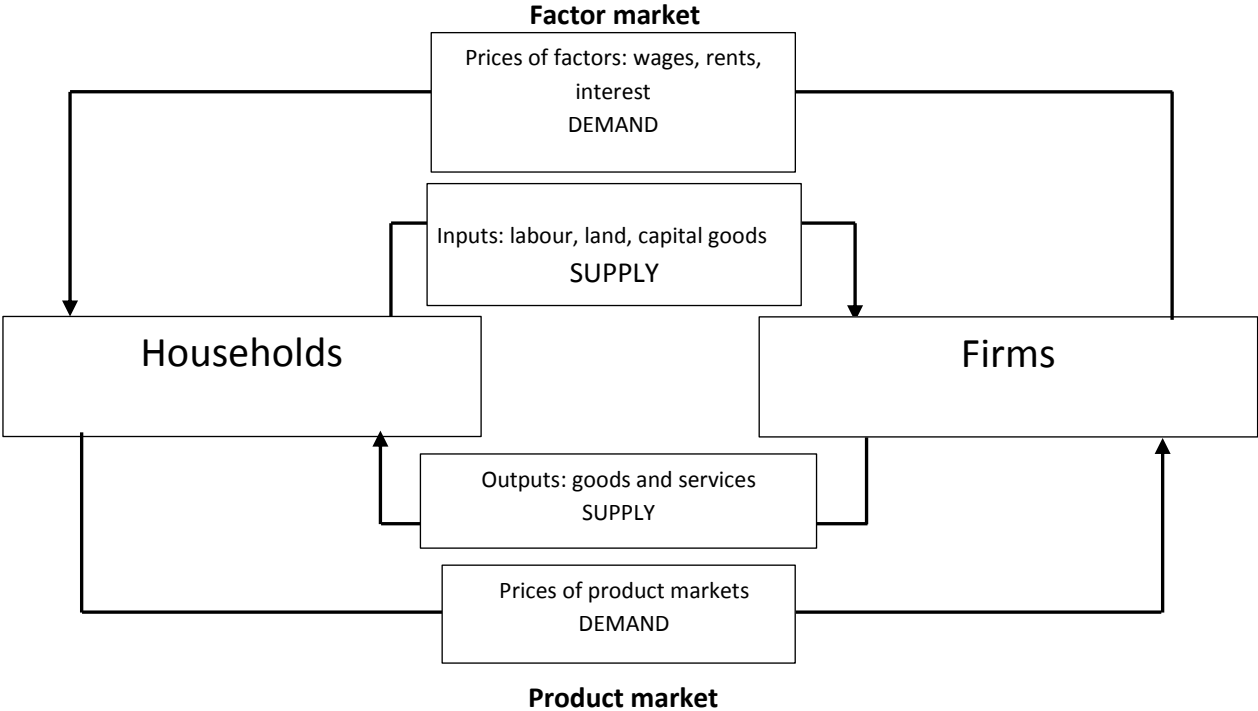 Factor market
Prices of factors: wages, rents,
interest
DEMAND
Inputs: labour, land, capital goods
SUPPLY
Households
Firms
Outputs: goods and services
SUPPLY
Prices of product markets
DEMAND
Product market